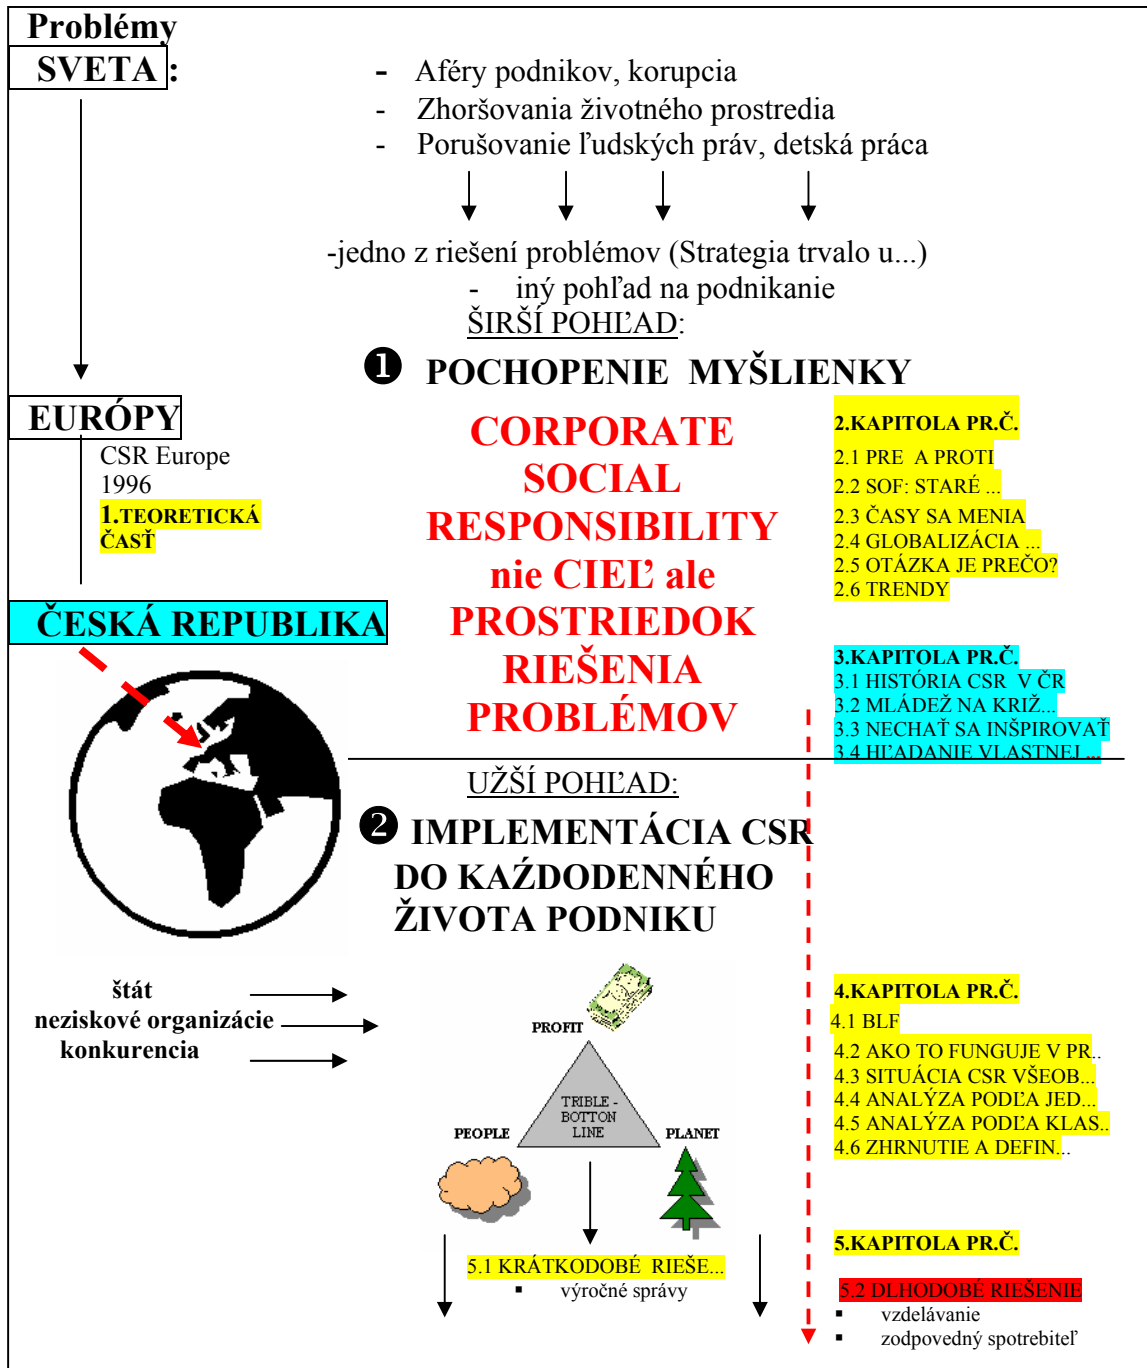 Problémy
SVETA :
- Aféry podnikov, korupcia
- Zhoršovania životného prostredia
- Porušovanie ľudských práv, detská práca
-jedno z riešení problémov (Strategia trvalo u...)
- iný pohľad na podnikanie
ŠIRŠÍ POHĽAD:
❶ POCHOPENIE MYŠLIENKY
EURÓPY
CSR Europe
1996
1.TEORETICKÁ
ČASŤ
CORPORATE
SOCIAL
RESPONSIBILITY
nie CIEĽ ale
PROSTRIEDOK
RIEŠENIA
PROBLÉMOV
2.KAPITOLA PR.Č.
2.1 PRE A PROTI
2.2 SOF: STARÉ ...
2.3 ČASY SA MENIA
2.4 GLOBALIZÁCIA ...
2.5 OTÁZKA JE PREČO?
2.6 TRENDY
ČESKÁ REPUBLIKA
3.KAPITOLA PR.Č.
3.1 HISTÓRIA CSR V ČR
3.2 MLÁDEŽ NA KRIŽ...
3.3 NECHAŤ SA INŠPIROVAŤ
3.4 HĽADANIE VLASTNEJ ...
UŽŠÍ POHĽAD:
❷ IMPLEMENTÁCIA CSR
DO KAŹDODENNÉHO
ŽIVOTA PODNIKU
štát
neziskové organizácie
konkurencia
PROFIT
TRIBLE -
BOTTON
LINE
PEOPLE
PLANET
4.KAPITOLA PR.Č.
4.1 BLF
4.2 AKO TO FUNGUJE V PR..
4.3 SITUÁCIA CSR VŠEOB...
4.4 ANALÝZA PODĽA JED...
4.5 ANALÝZA PODĽA KLAS..
4.6 ZHRNUTIE A DEFIN...
5.KAPITOLA PR.Č.
5.1 KRÁTKODOBÉ RIEŠE...
▪ výročné správy
5.2 DLHODOBÉ RIEŠENIE
▪ vzdelávanie
▪ zodpovedný spotrebiteľ